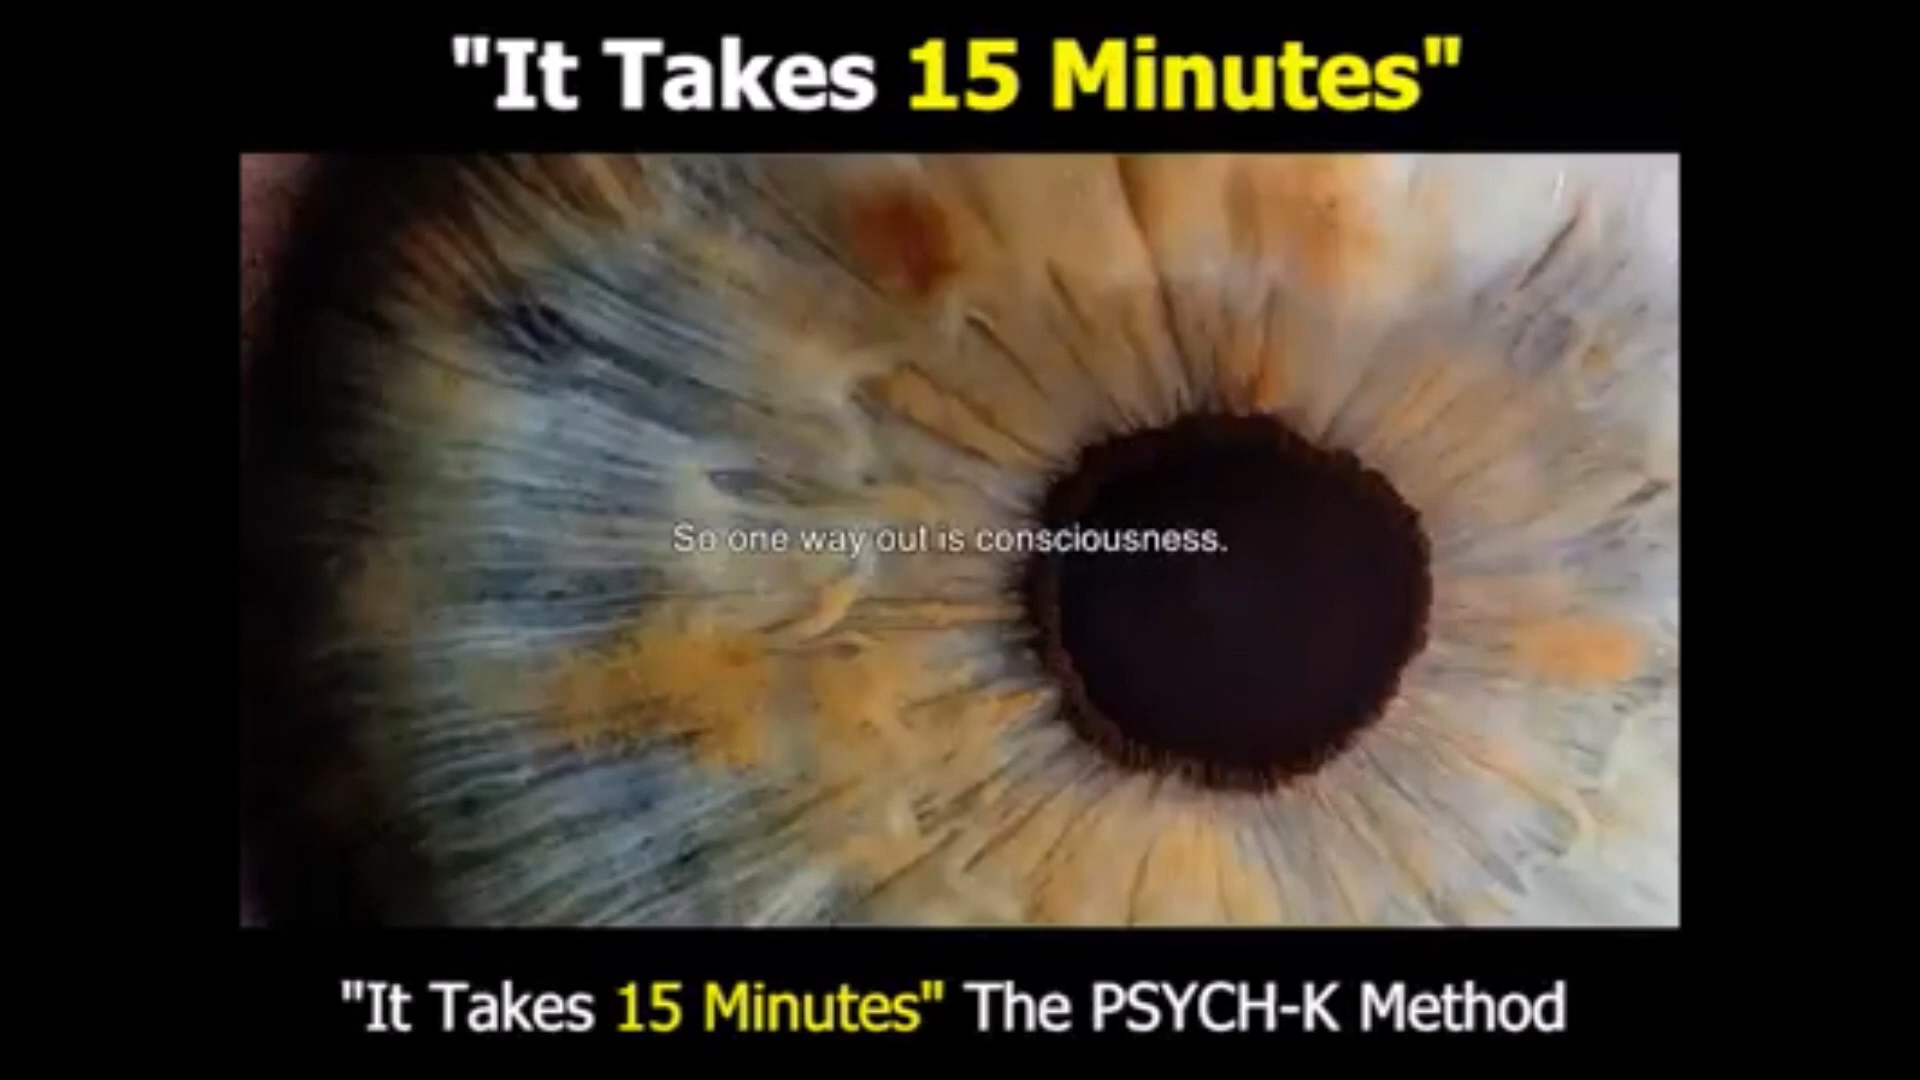 "It Takes 15 Minutes"
So one way out is consciousness.
"It Takes 15 Minutes" The PSYCH-K Method